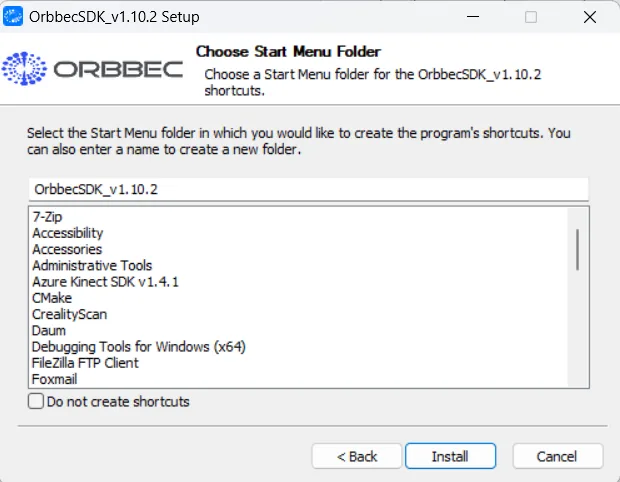 OrbbecSDK_v1.10.2 Setup
ORBBEC
Choose Start Menu Folder
Choose a Start Menu folder for the OrbbecSDK_v1.10.2
shortcuts.
Select the Start Menu folder in which you would like to create the program's shortcuts. You
can also enter a name to create a new folder.
OrbbecSDK_v1.10.2
7-Zip
Accessibility
Accessories
Administrative Tools
Azure Kinect SDK v1.4.1
CMake
CrealityScan
Daum
Debugging Tools for Windows (x64)
FileZilla FTP Client
Foxmail
Do not create shortcuts
< Back
Install
Cancel